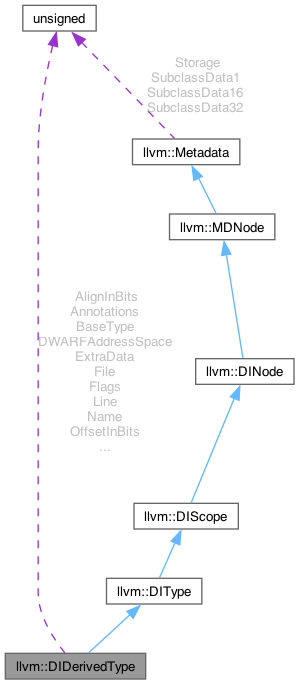 unsigned
Storage
SubclassData1
SubclassData16
SubclassData32
llvm::Metadata
llvm::MDNode
AlignInBits
Annotations
BaseType
DWARFAddressSpace
ExtraData
File
Flags
Line
Name
OffsetInBits
...
llvm::DINode
llvm::DIScope
llvm::DIType
llvm::DIDerivedType